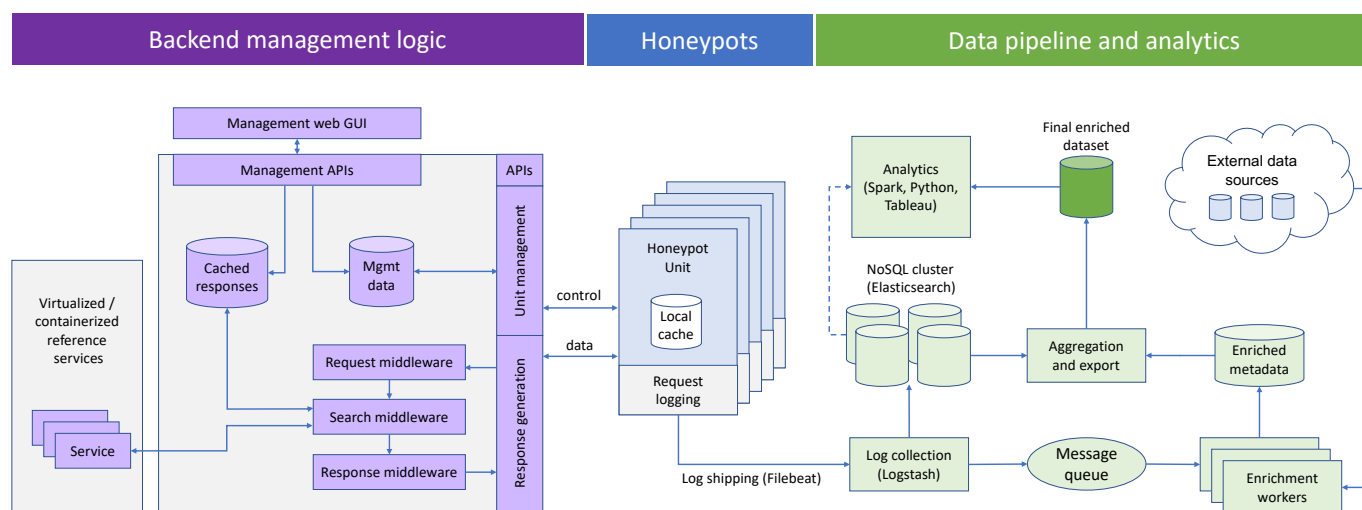 Backend management logic
Honeypots
Data pipeline and analytics
Management web GUI
Management APIs
APIs
Cached
responses
Mgmt
data
Unit management
Virtualized /
containerized
reference
services
Service
Request middleware
Search middleware
Response middleware
Response generation
control
data
Honeypot
Unit
Local
cache
Request
logging
Log shipping (Filebeat)
Analytics
(Spark, Python,
Tableau)
Final enriched
dataset
External data
sources
NoSQL cluster
(Elasticsearch)
Aggregation
and export
Enriched
metadata
Log collection
(Logstash)
Message
queue
Enrichment
workers